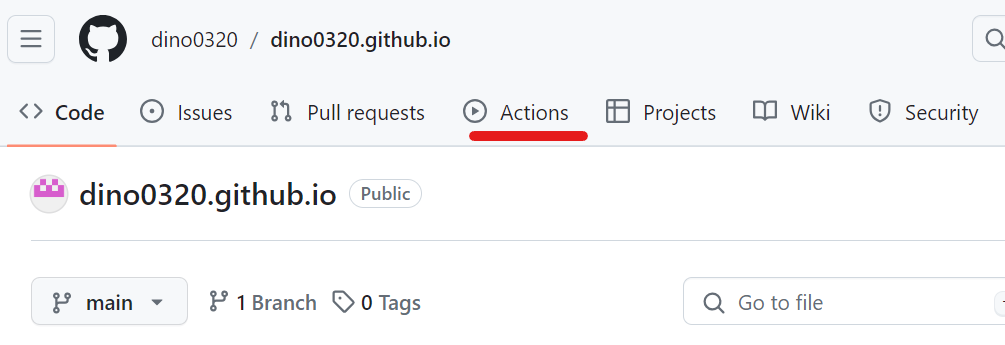 dino0320 / dino0320.github.io
Code Issues Pull requests Actions Projects Wiki Security
dino0320.github.io Public
main 1 Branch 0 Tags Go to file